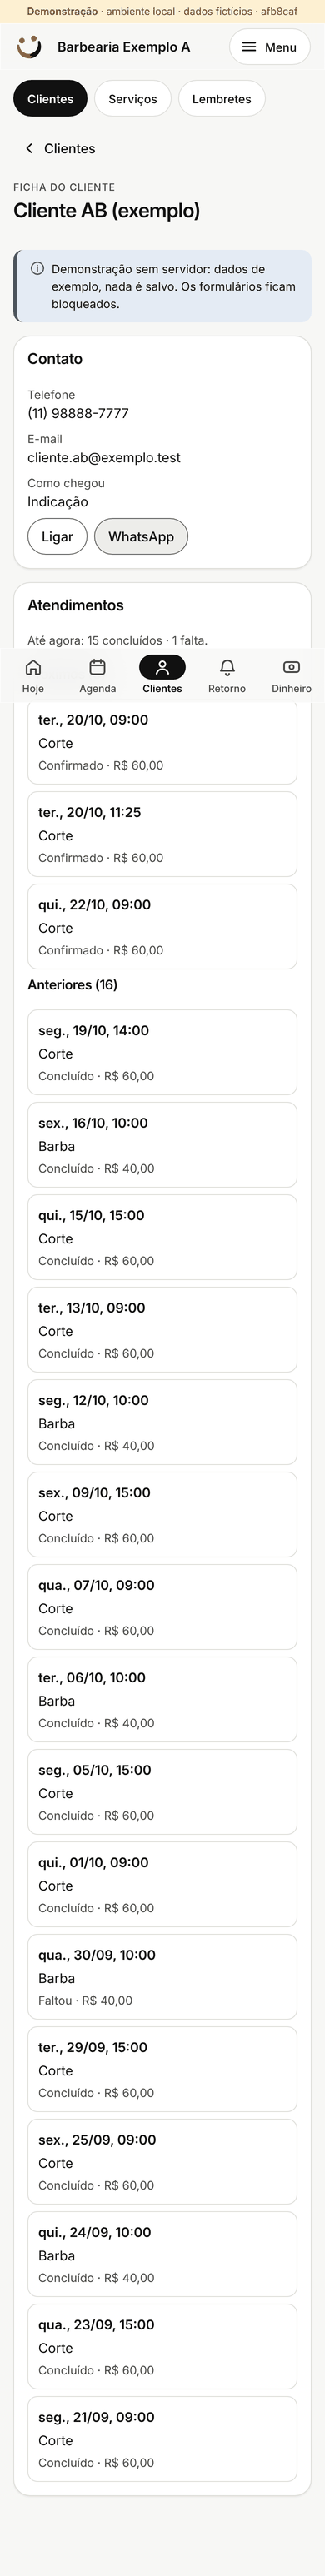 Demonstração · ambiente local · dados fictícios · afb8caf
Barbearia Exemplo A
Menu
Clientes
Serviços
Lembretes
Clientes
FICHA DO CLIENTE
Cliente AB (exemplo)
Demonstração sem servidor: dados de
exemplo, nada é salvo. Os formulários ficam
bloqueados.
Contato
Telefone
(11) 98888-7777
E-mail
cliente.ab@exemplo.test
Como chegou
Indicação
Ligar
WhatsApp
Atendimentos
Até agora: 15 concluídos · 1 falta.
Hoje
Agenda
Clientes
Retorno
Dinheiro
ter., 20/10, 09:00
Corte
Confirmado · R$ 60,00
ter., 20/10, 11:25
Corte
Confirmado · R$ 60,00
qui., 22/10, 09:00
Corte
Confirmado · R$ 60,00
Anteriores (16)
seg., 19/10, 14:00
Corte
Concluído · R$ 60,00
sex., 16/10, 10:00
Barba
Concluído · R$ 40,00
qui., 15/10, 15:00
Corte
Concluído · R$ 60,00
ter., 13/10, 09:00
Corte
Concluído · R$ 60,00
seg., 12/10, 10:00
Barba
Concluído · R$ 40,00
sex., 09/10, 15:00
Corte
Concluído · R$ 60,00
qua., 07/10, 09:00
Corte
Concluído · R$ 60,00
ter., 06/10, 10:00
Barba
Concluído · R$ 40,00
seg., 05/10, 15:00
Corte
Concluído · R$ 60,00
qui., 01/10, 09:00
Corte
Concluído · R$ 60,00
qua., 30/09, 10:00
Barba
Faltou · R$ 40,00
ter., 29/09, 15:00
Corte
Concluído · R$ 60,00
sex., 25/09, 09:00
Corte
Concluído · R$ 60,00
qui., 24/09, 10:00
Barba
Concluído · R$ 40,00
qua., 23/09, 15:00
Corte
Concluído · R$ 60,00
seg., 21/09, 09:00
Corte
Concluído · R$ 60,00